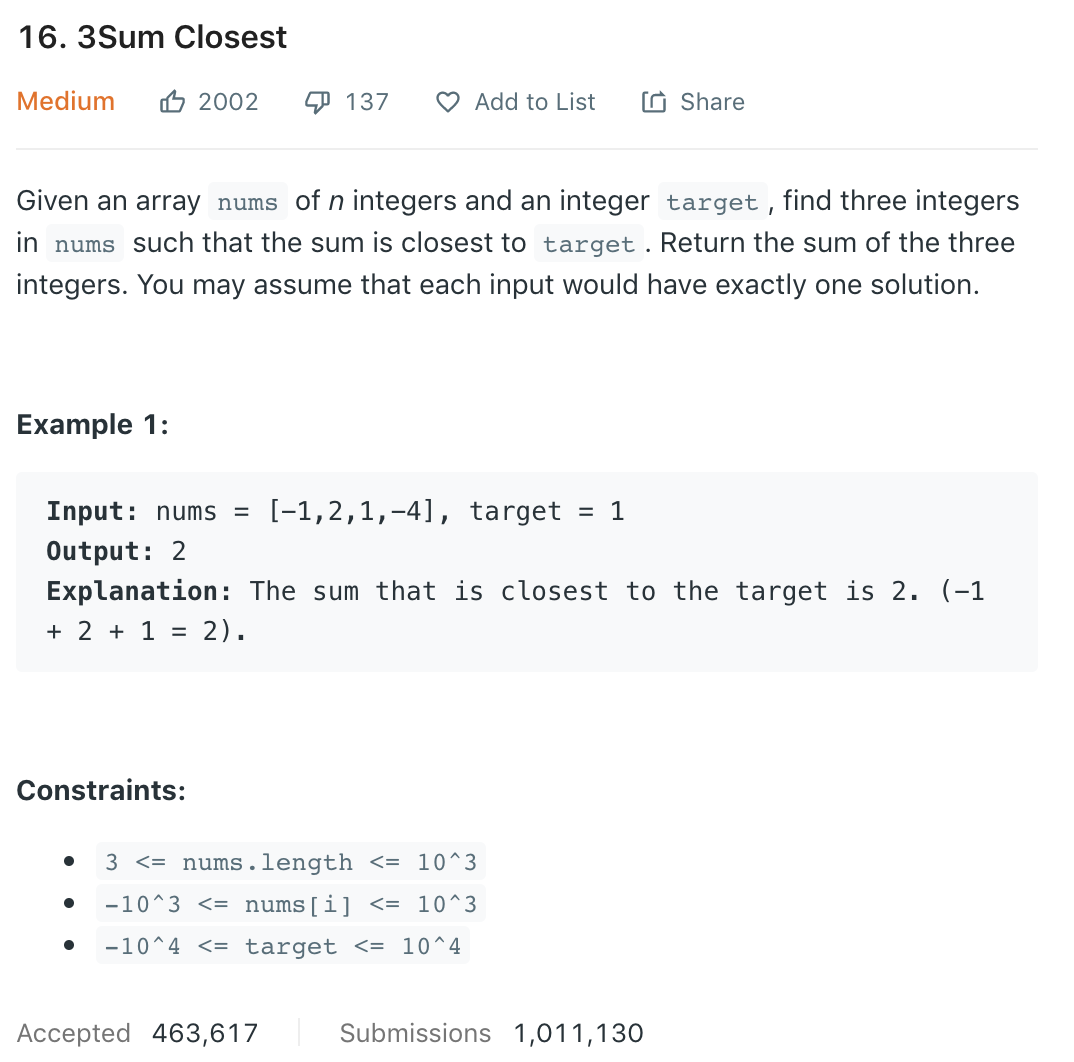 16. 3Sum Closest
Medium 2002 137 Add to List Share
Given an array nums of n integers and an integer target, find three integers
in nums such that the sum is closest to target. Return the sum of the three
integers. You may assume that each input would have exactly one solution.
Example 1:
Input: nums = [-1,2,1,-4], target = 1
Output: 2
Explanation: The sum that is closest to the target is 2. (-1
+ 2 + 1 = 2).
Constraints:
• 3 <= nums.length <= 10^3
• -10^3 <= nums[i] <= 10^3
• -10^4 <= target <= 10^4
Accepted 463,617 Submissions 1,011,130